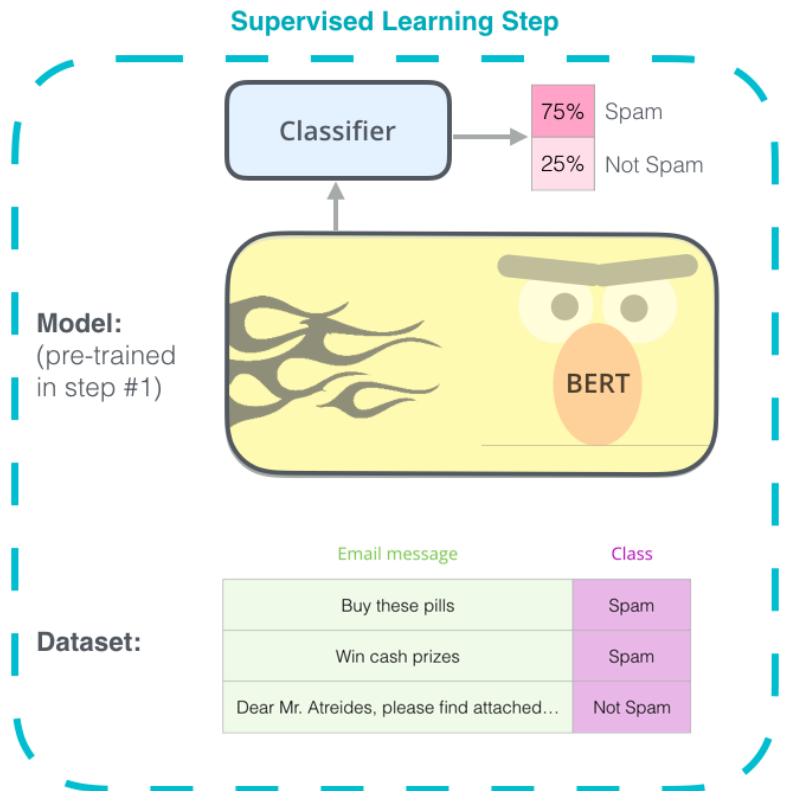 Supervised Learning Step
Classifier
75% Spam
25% Not Spam
Model:
(pre-trained
in step #1)
BERT
Email message Class
Dataset:
Buy these pills Spam
Win cash prizes Spam
Dear Mr. Atreides, please find attached… Not Spam